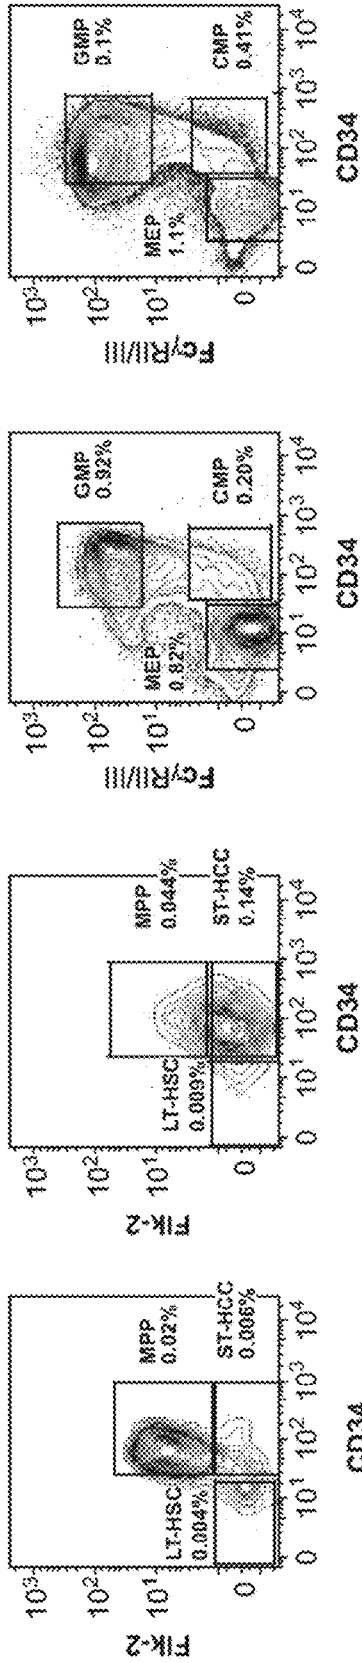 Flk-2
10³
10²
10¹
0
MPP
0.02%
LT-HSC
0.004%
ST-HCC
0.006%
0 10¹ 10² 10³ 10⁴
CD34
Flk-2
10³
10²
10¹
0
MPP
0.044%
LT-HSC
0.009%
ST-HCC
0.14%
0 10¹ 10² 10³ 10⁴
CD34
FcγRII/III
10³
10²
10¹
0
GMP
0.92%
MEP
0.82%
CMP
0.20%
0 10¹ 10² 10³ 10⁴
CD34
FcγRII/III
10³
10²
10¹
0
GMP
0.1%
MEP
1.1%
CMP
0.41%
0 10¹ 10² 10³ 10⁴
CD34